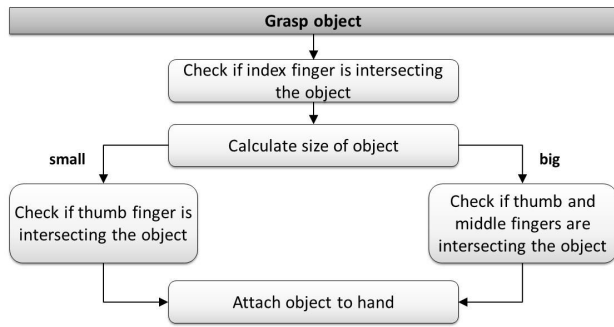 Grasp object
Check if index finger is intersecting
the object
Calculate size of object
small
big
Check if thumb finger is
intersecting the object
Check if thumb and
middle fingers are
intersecting the object
Attach object to hand